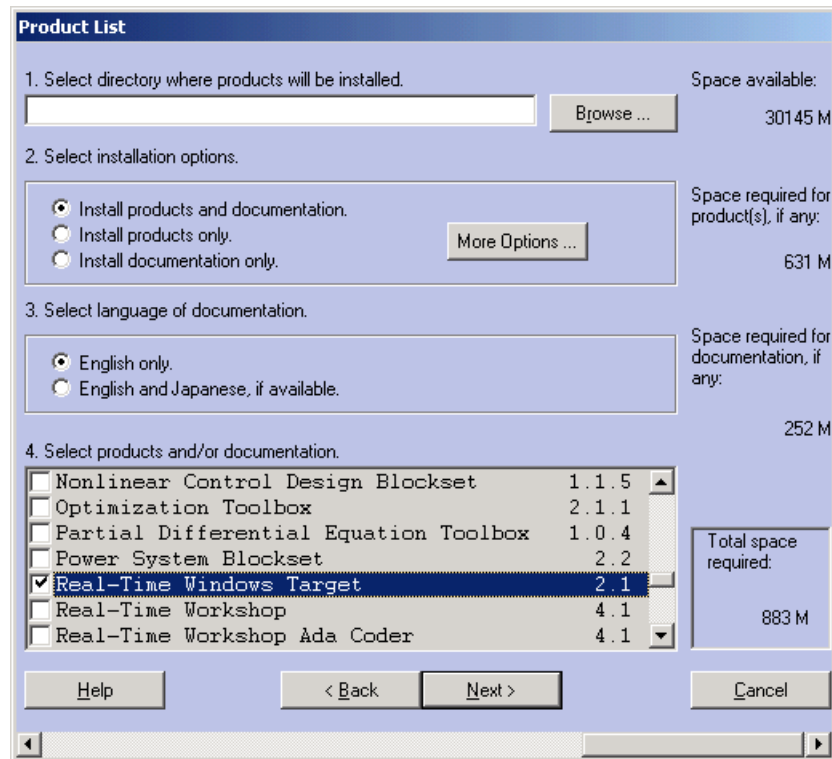 Product List
1. Select directory where products will be installed.
Space available:
Browse ...
30145 M
2. Select installation options.
Install products and documentation.
Install products only.
Install documentation only.
More Options ...
Space required for
product(s), if any:
631 M
3. Select language of documentation.
English only.
English and Japanese, if available.
Space required for
documentation, if
any:
252 M
4. Select products and/or documentation.
Nonlinear Control Design Blockset 1.1.5
Optimization Toolbox 2.1.1
Partial Differential Equation Toolbox 1.0.4
Power System Blockset 2.2
Real-Time Windows Target 2.1
Real-Time Workshop 4.1
Real-Time Workshop Ada Coder 4.1
Total space
required:
883 M
Help < Back Next > Cancel